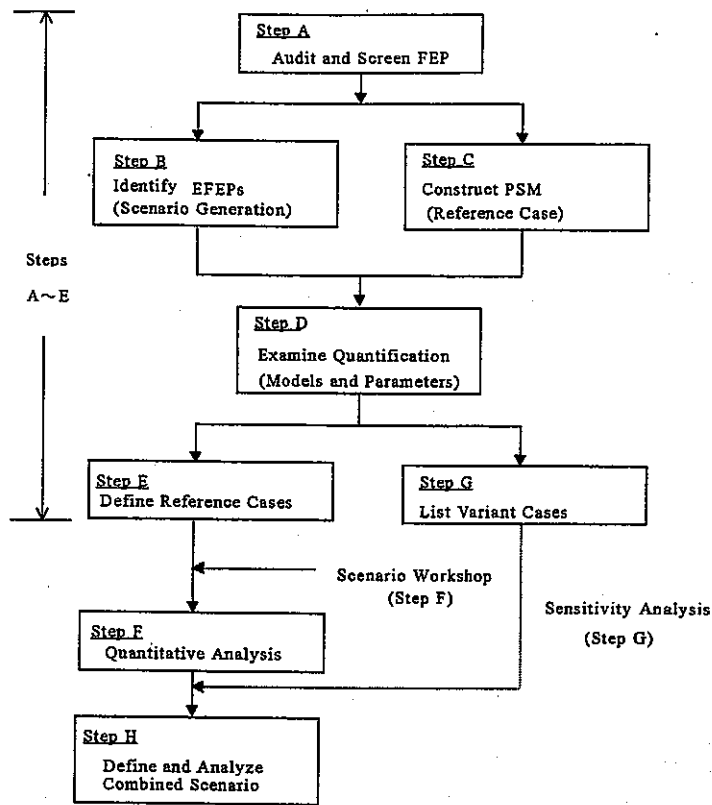 Step A
Audit and Screen FEP
Step B
Identify EFEPs
(Scenario Generation)
Step C
Construct PSM
(Reference Case)
Steps
A～E
Step D
Examine Quantification
(Models and Parameters)
Step E
Define Reference Cases
Step G
List Variant Cases
Scenario Workshop
(Step F)
Sensitivity Analysis
(Step G)
Step F
Quantitative Analysis
Step H
Define and Analyze
Combined Scenario